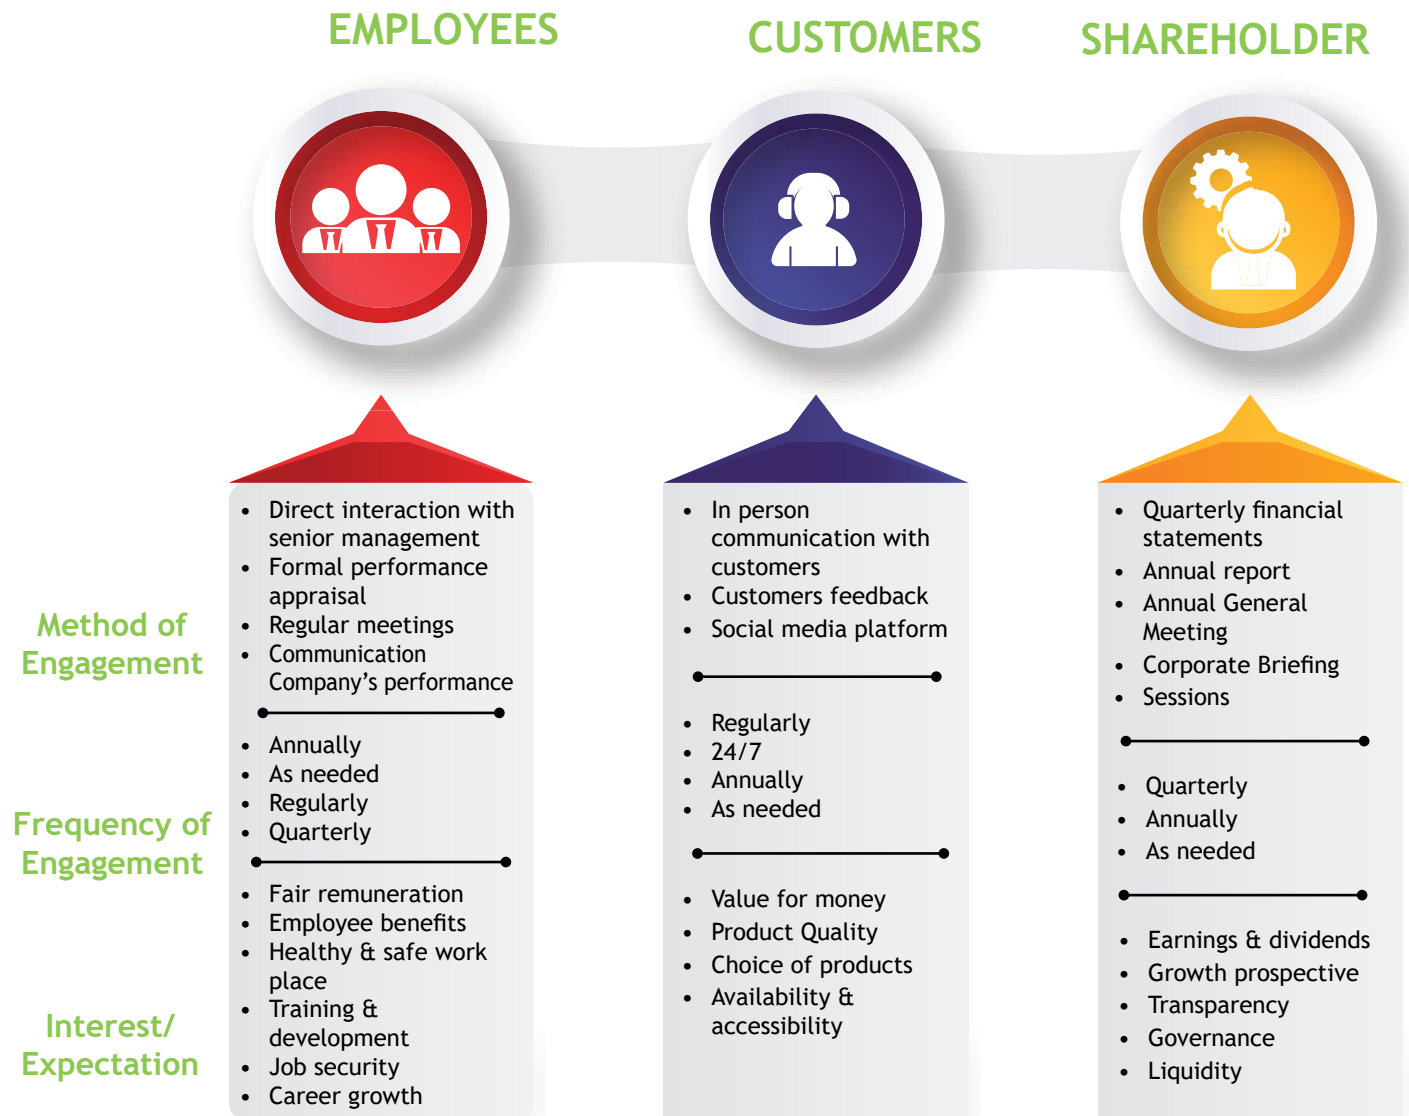 EMPLOYEES
CUSTOMERS
SHAREHOLDER
Method of
Engagement
• Direct interaction with
senior management
• Formal performance
appraisal
• Regular meetings
• Communication
Company’s performance
• In person
communication with
customers
• Customers feedback
• Social media platform
• Quarterly financial
statements
• Annual report
• Annual General
Meeting
• Corporate Briefing
• Sessions
Frequency of
Engagement
• Annually
• As needed
• Regularly
• Quarterly
• Regularly
• 24/7
• Annually
• As needed
• Quarterly
• Annually
• As needed
Interest/
Expectation
• Fair remuneration
• Employee benefits
• Healthy & safe work
place
• Training &
development
• Job security
• Career growth
• Value for money
• Product Quality
• Choice of products
• Availability &
accessibility
• Earnings & dividends
• Growth prospective
• Transparency
• Governance
• Liquidity